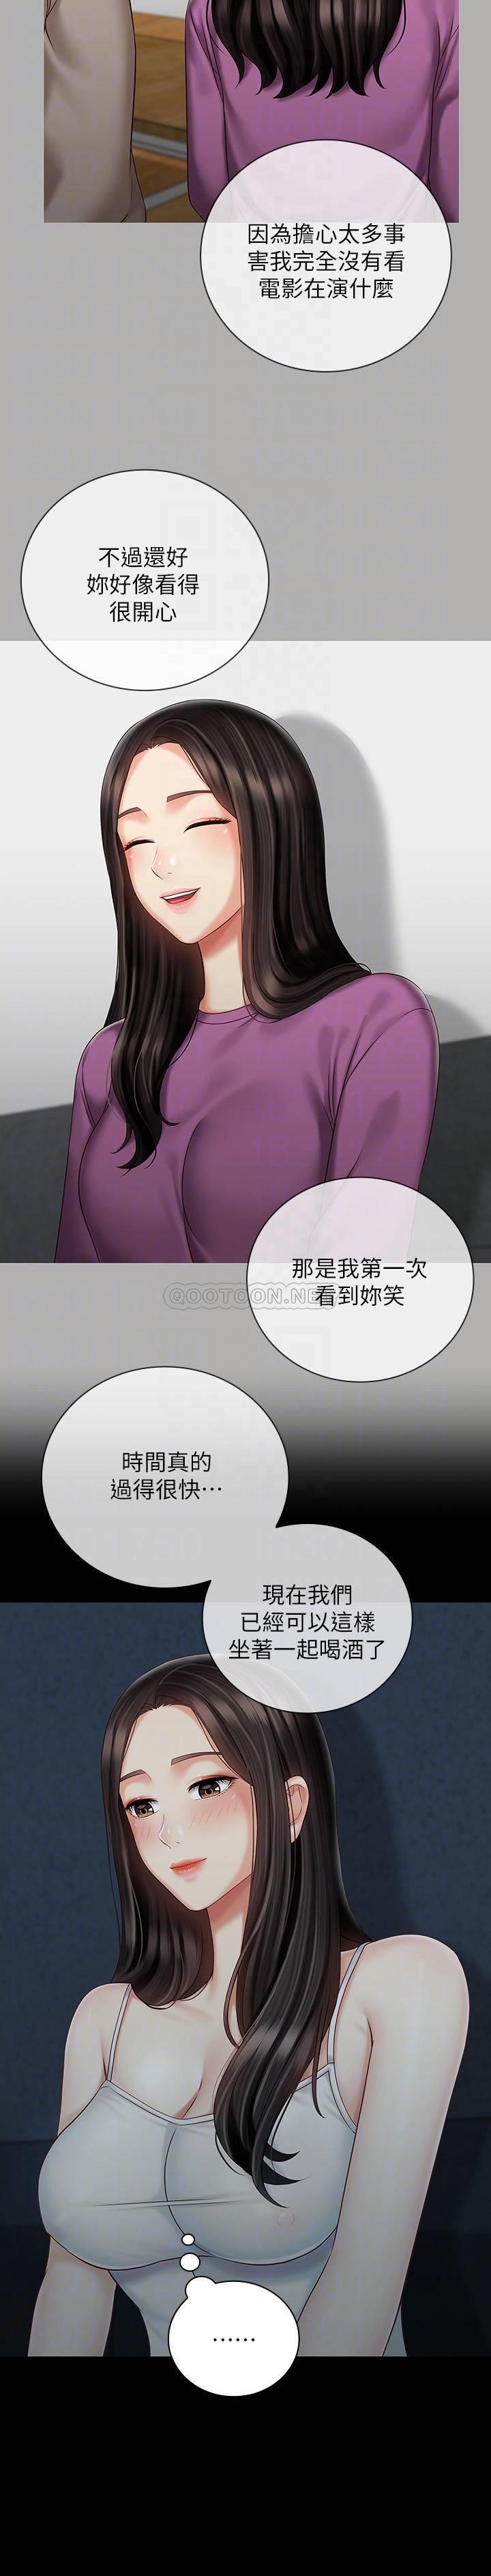 因為擔心太多事
害我完全沒有看
電影在演什麼
不過還好
妳好像看得
很開心
那是我第一次
看到妳笑
QOOTOON.NET
時間真的
過得很快⋯
現在我們
已經可以這樣
坐著一起喝酒了
⋯⋯